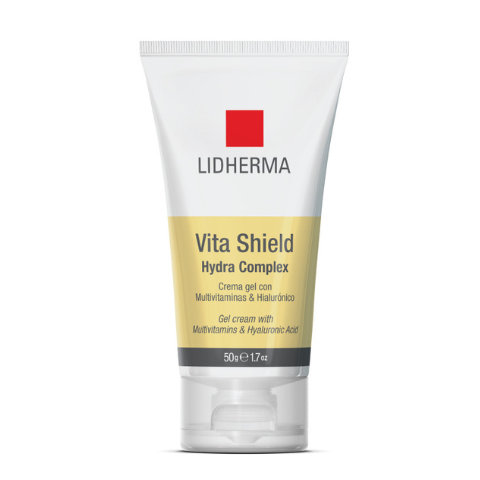 LIDHERMA
Vita Shield
Hydra Complex
Crema gel con
Multivitaminas & Hialurónico
Gel cream with
Multivitamins & Hyaluronic Acid
50g ℮ 1.7oz